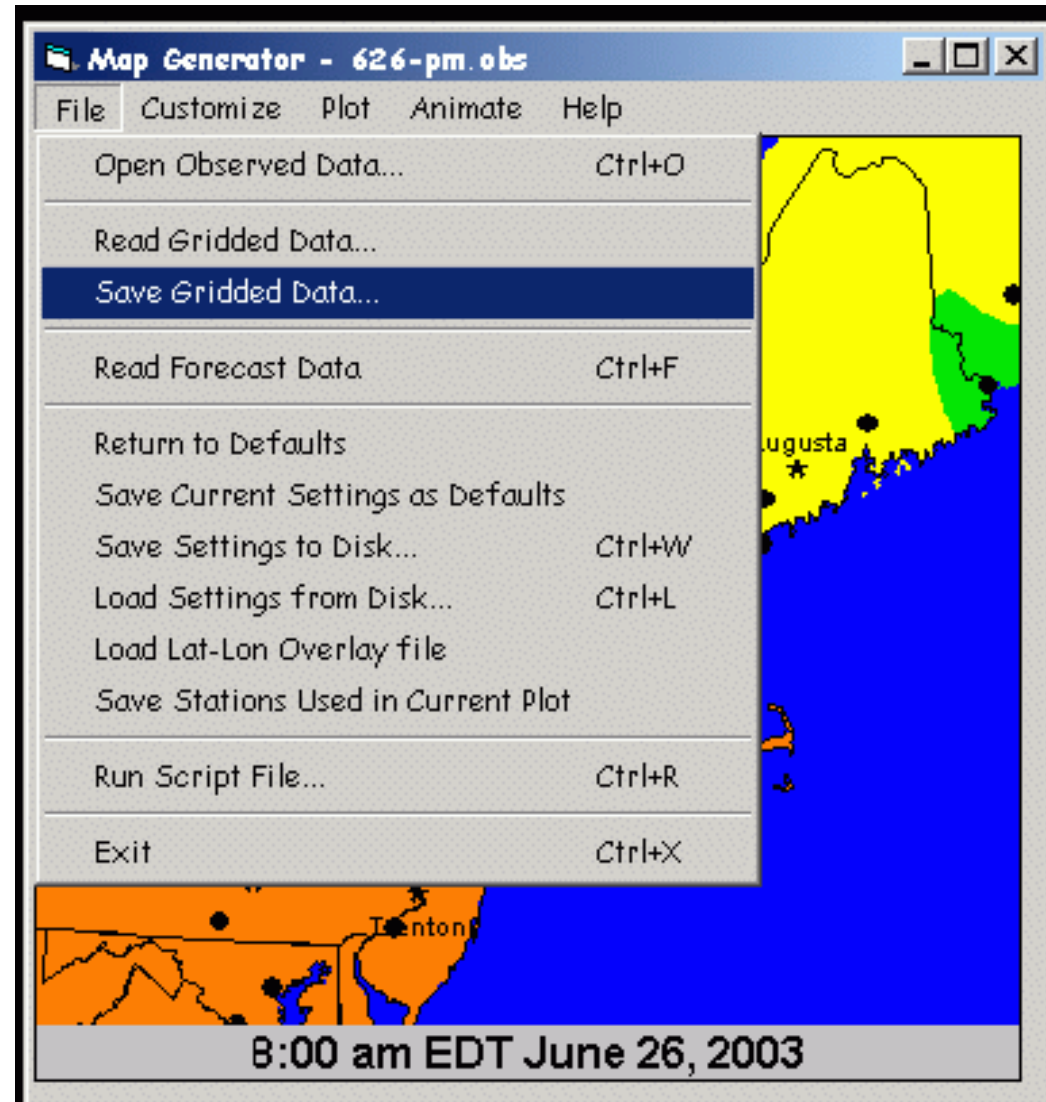 Map Generator - 626-pm.obs
File Customize Plot Animate Help
Open Observed Data... Ctrl+O
Read Gridded Data...
Save Gridded Data...
Read Forecast Data Ctrl+F
Return to Defaults
Save Current Settings as Defaults
Save Settings to Disk... Ctrl+W
Load Settings from Disk... Ctrl+L
Load Lat-Lon Overlay file
Save Stations Used in Current Plot
Run Script File... Ctrl+R
Exit Ctrl+X
ugusta
Trenton
8:00 am EDT June 26, 2003